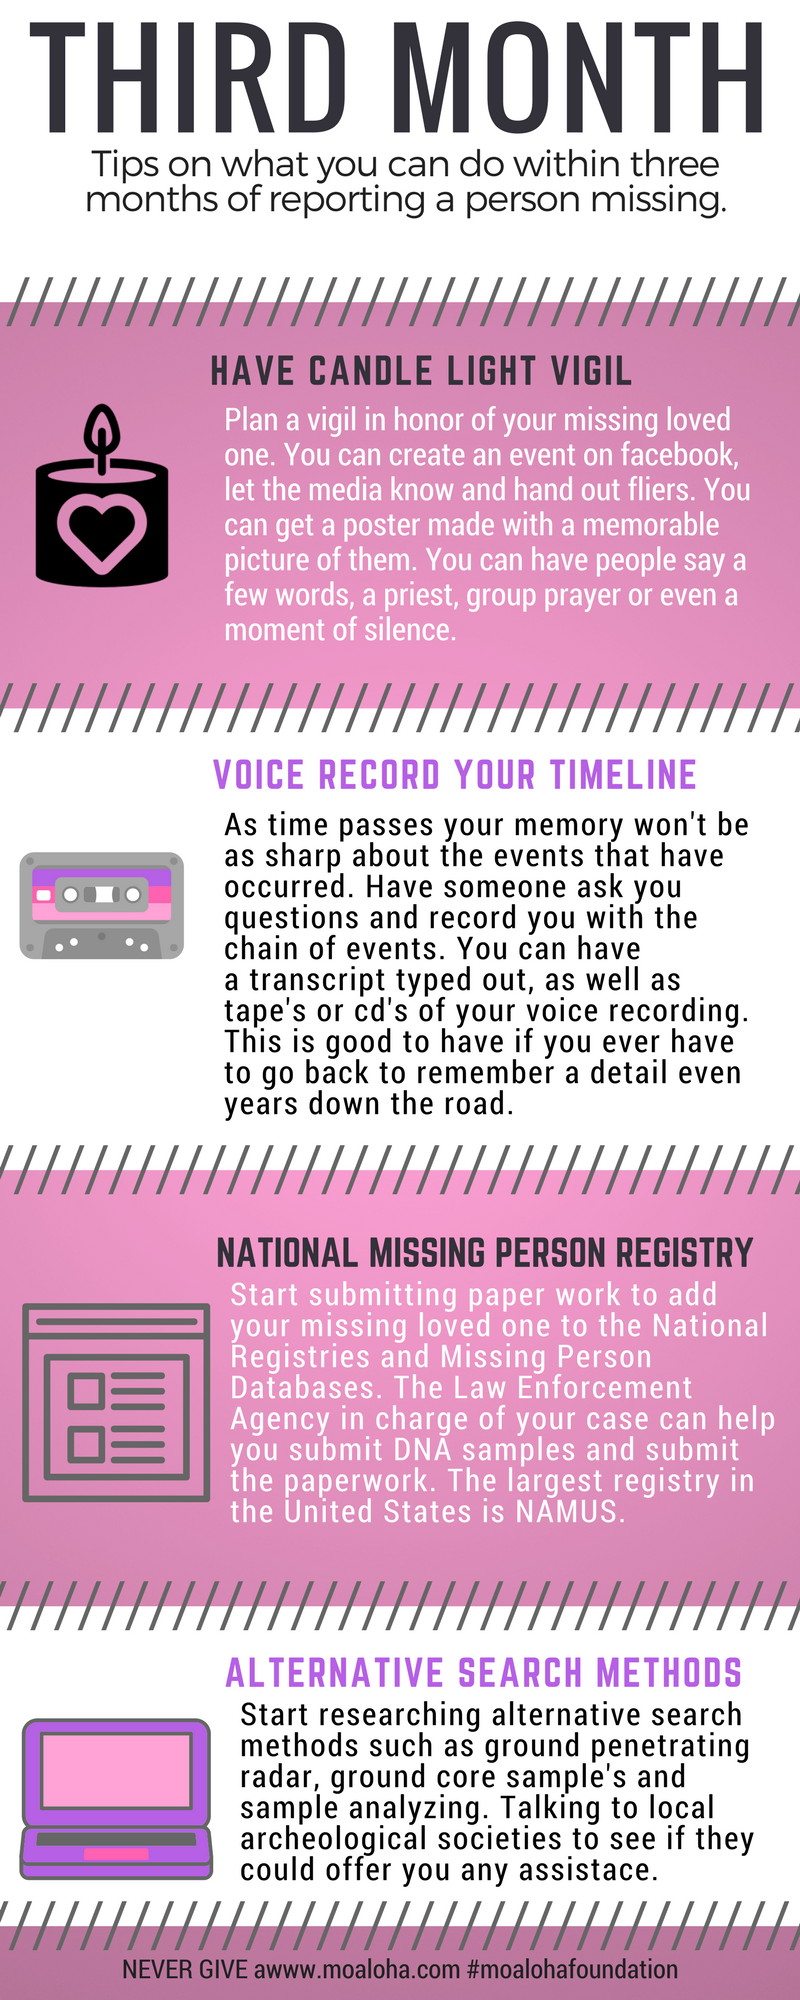 THIRD MONTH
Tips on what you can do within three
months of reporting a person missing.
HAVE CANDLE LIGHT VIGIL
Plan a vigil in honor of your missing loved
one. You can create an event on facebook,
let the media know and hand out fliers. You
can get a poster made with a memorable
picture of them. You can have people say a
few words, a priest, group prayer or even a
moment of silence.
VOICE RECORD YOUR TIMELINE
As time passes your memory won't be
as sharp about the events that have
occurred. Have someone ask you
questions and record you with the
chain of events. You can have
a transcript typed out, as well as
tape's or cd's of your voice recording.
This is good to have if you ever have
to go back to remember a detail even
years down the road.
NATIONAL MISSING PERSON REGISTRY
Start submitting paper work to add
your missing loved one to the National
Registries and Missing Person
Databases. The Law Enforcement
Agency in charge of your case can help
you submit DNA samples and submit
the paperwork. The largest registry in
the United States is NAMUS.
ALTERNATIVE SEARCH METHODS
Start researching alternative search
methods such as ground penetrating
radar, ground core sample's and
sample analyzing. Talking to local
archeological societies to see if they
could offer you any assistace.
NEVER GIVE awww.moaloha.com #moalohafoundation